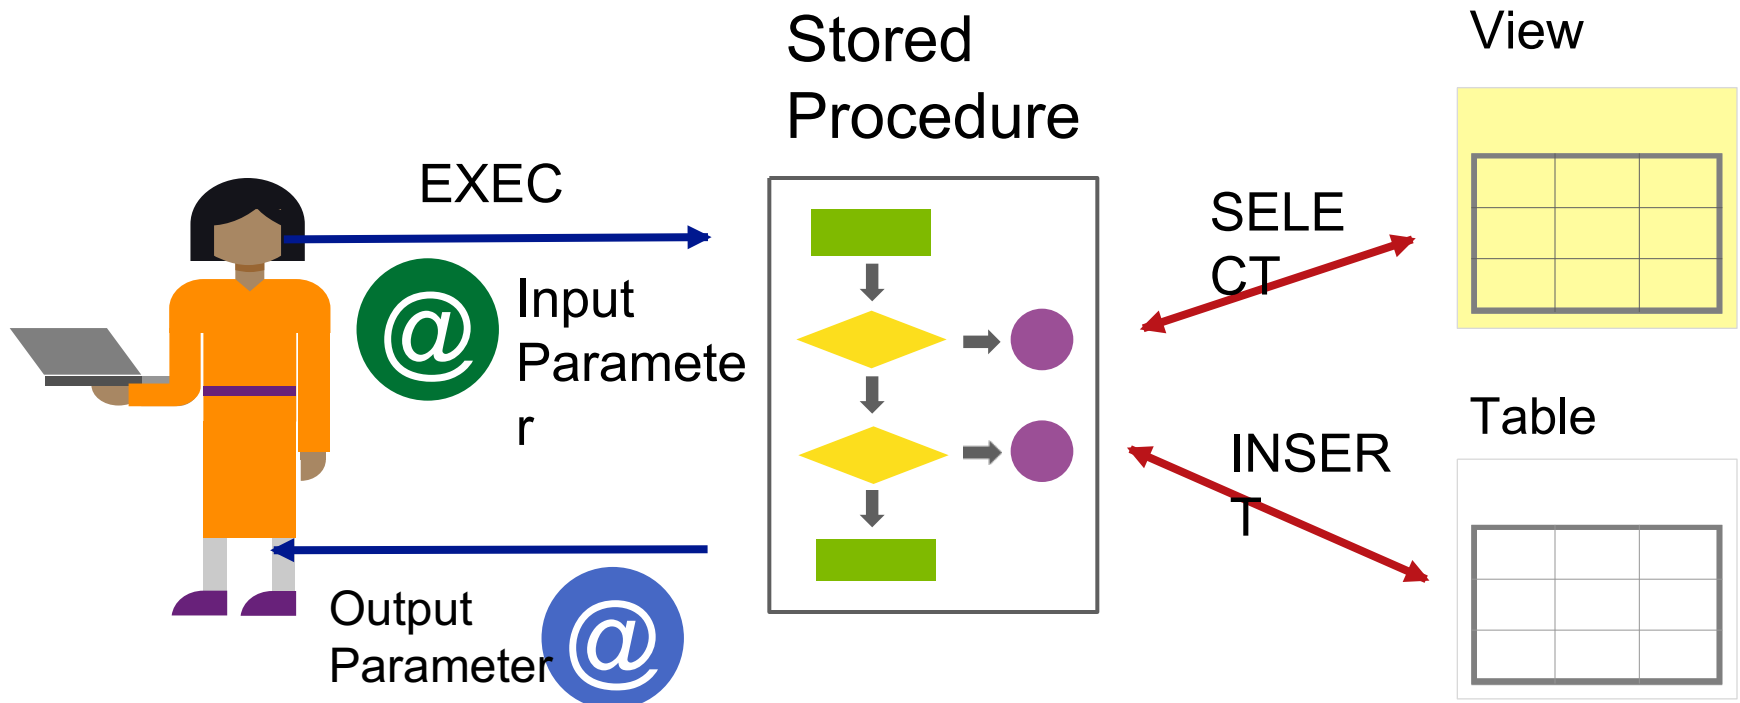 Stored
Procedure
View
EXEC
SELE
CT
@
Input
Paramete
r
Table
INSER
T
Output
Parameter
@